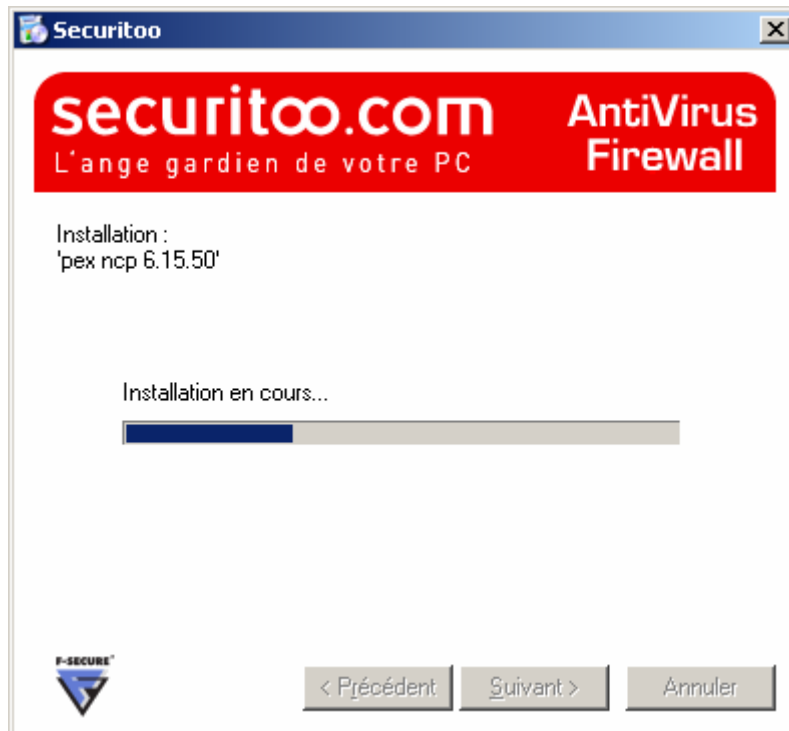 Securitoo
securitoo.com
L'ange gardien de votre PC
AntiVirus
Firewall
Installation :
'pex ncp 6.15.50'
Installation en cours...
F-SECURE
< Précédent
Suivant >
Annuler